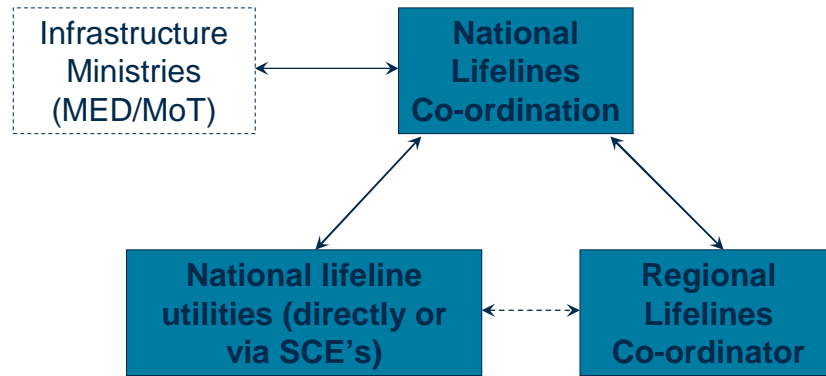 Infrastructure
Ministries
(MED/MoT)
National
Lifelines
Co-ordination
National lifeline
utilities (directly or
via SCE's)
Regional
Lifelines
Co-ordinator